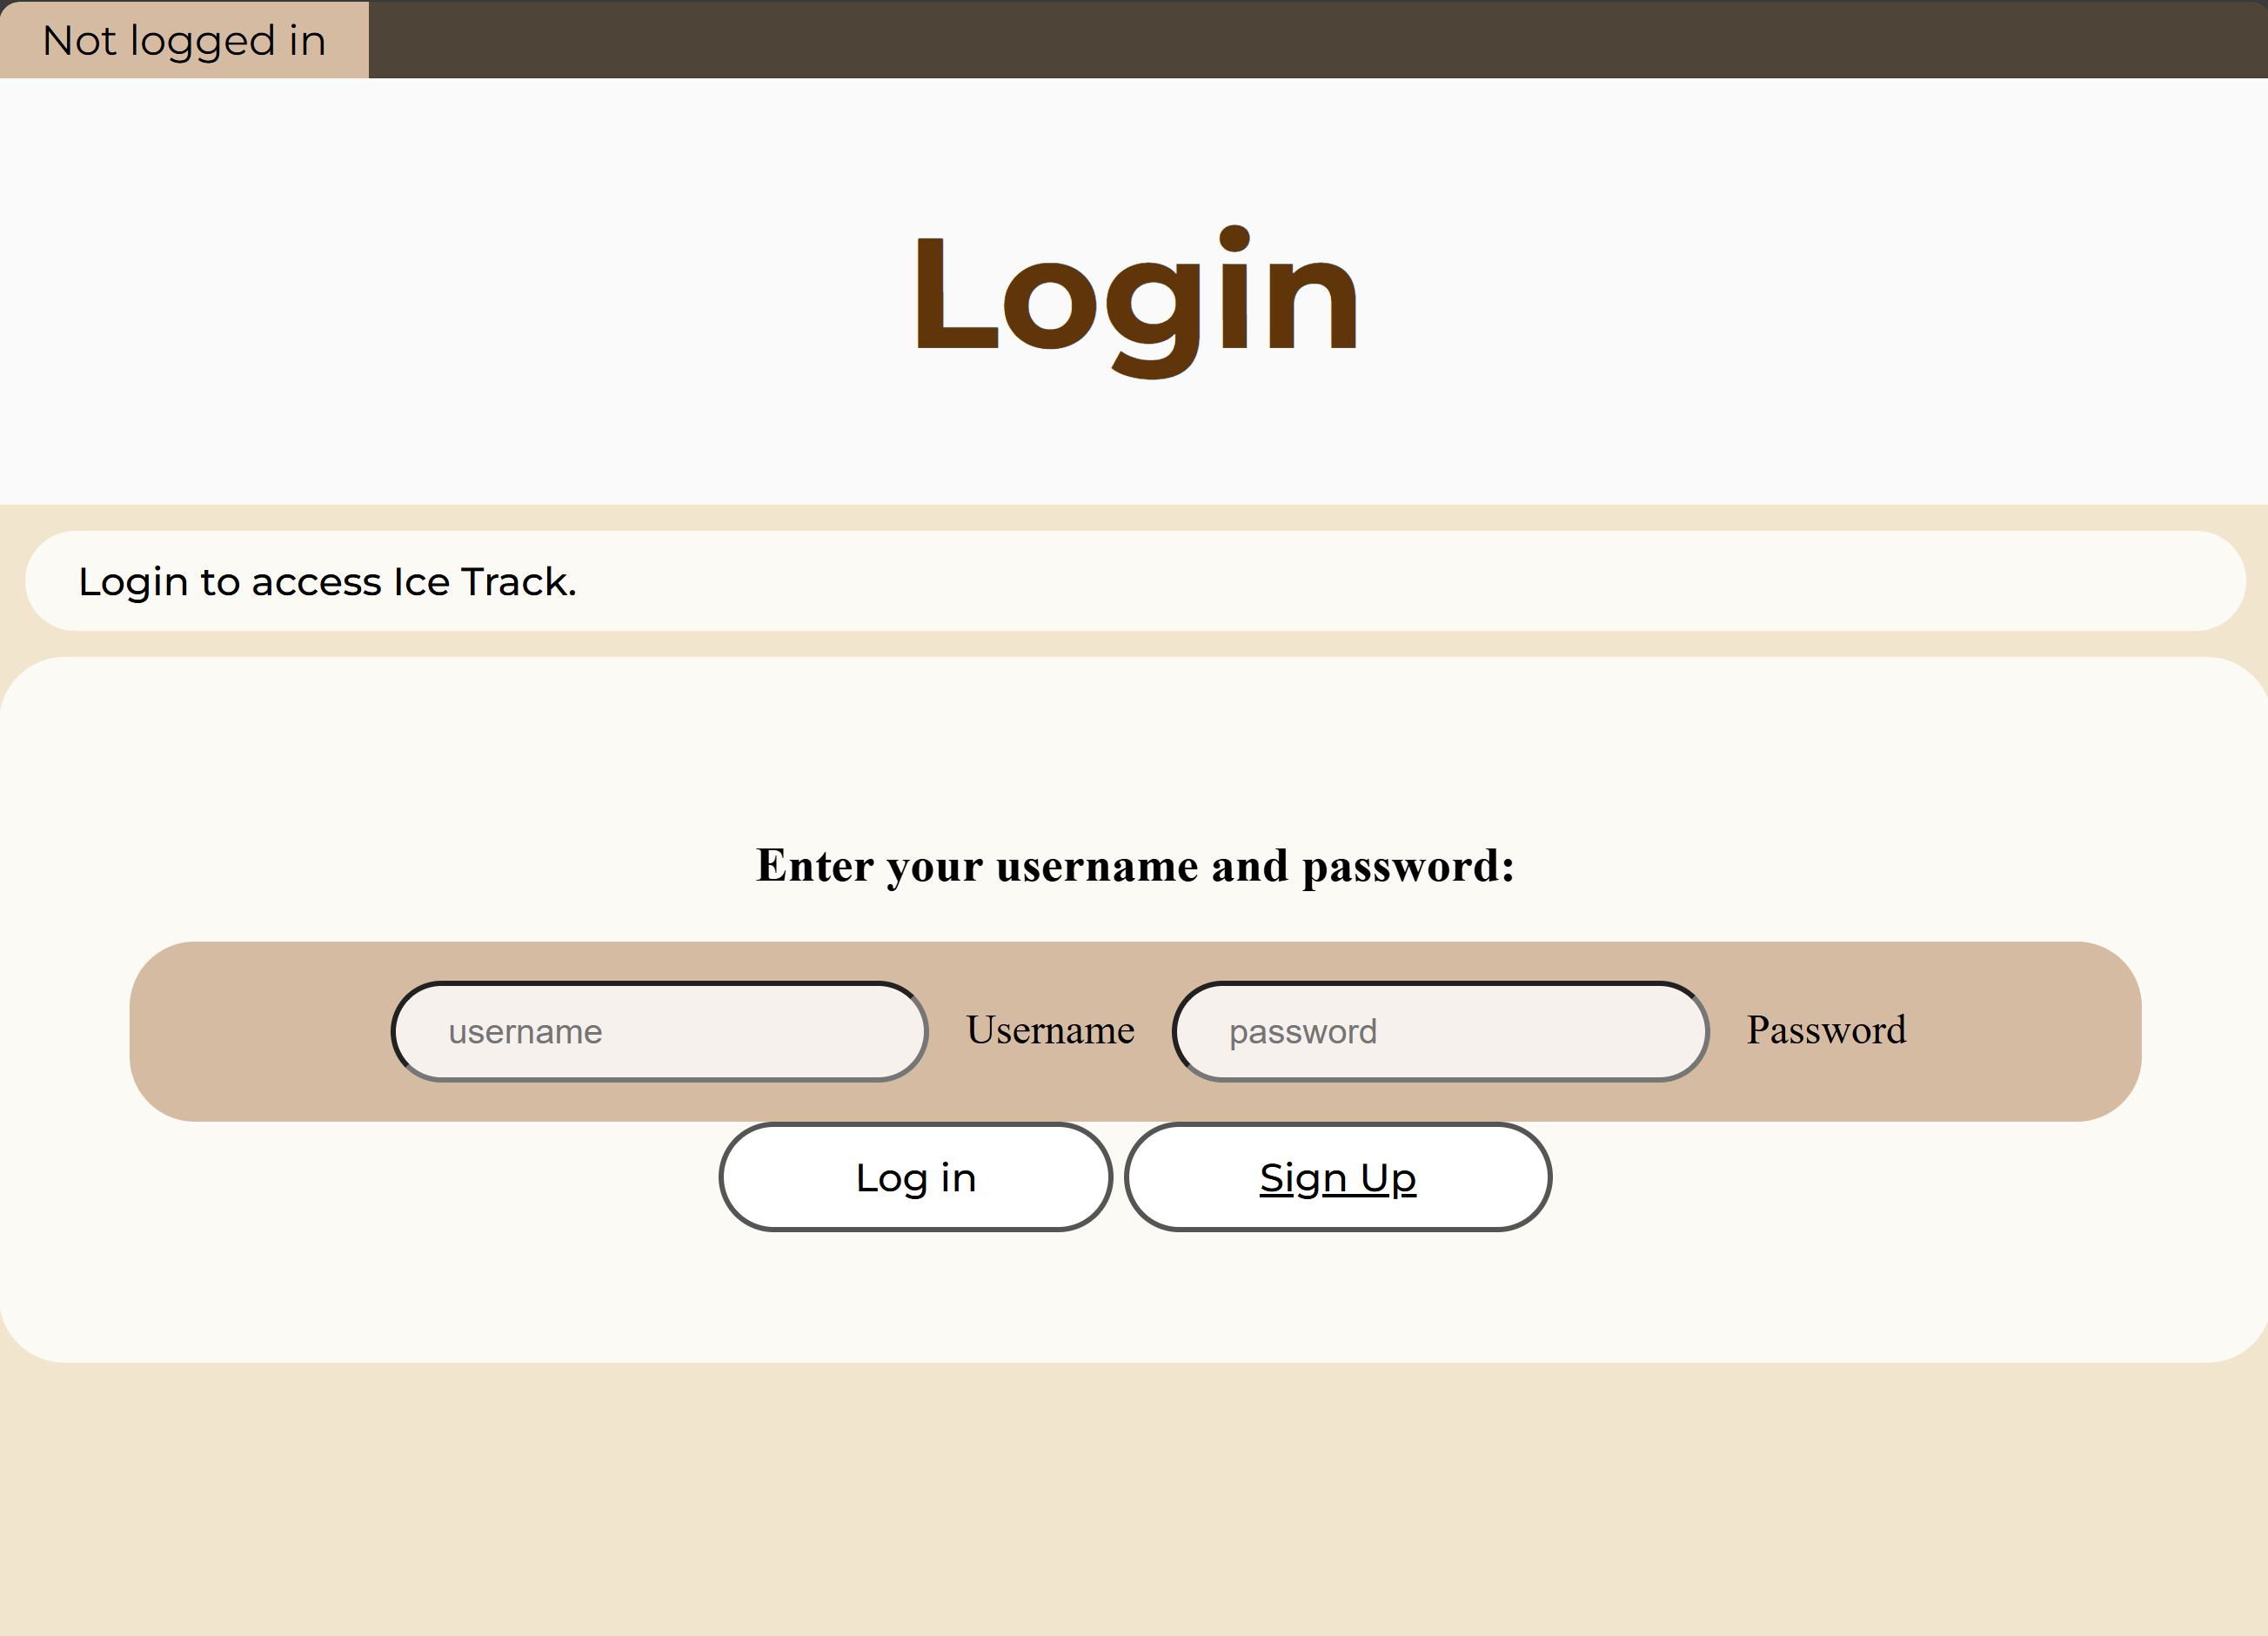 Not logged in
Login
Login to access Ice Track.
Enter your username and password:
username Username password Password
Log in Sign Up